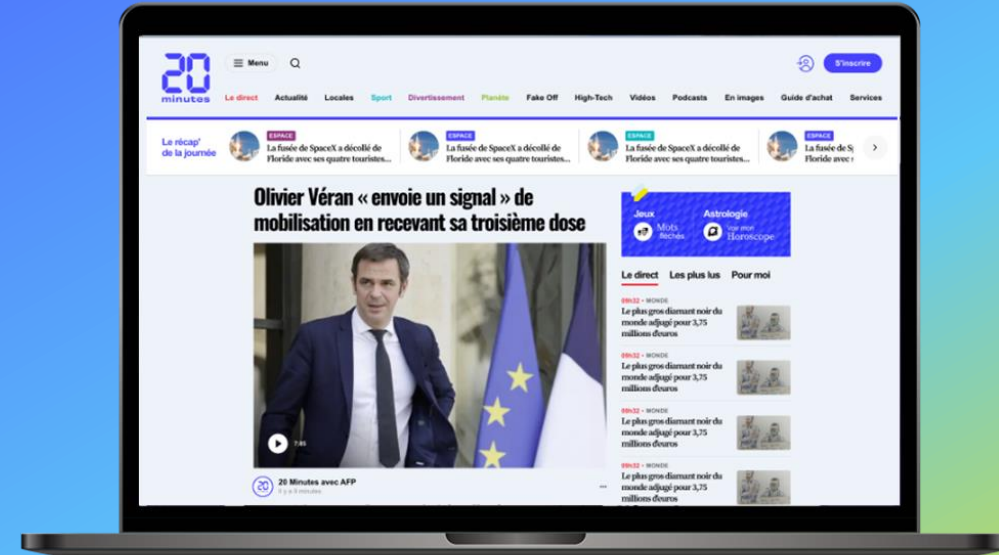 20
minutes
Menu
S'inscrire
Le direct Actualité Locales Sport Divertissement Planète Fake Off High-Tech Vidéos Podcasts En images Guide d'achat Services
Le récap'
de la journée
ESPACE
La fusée de SpaceX a décollé de
Floride avec ses quatre touristes...
ESPACE
La fusée de SpaceX a décollé de
Floride avec ses quatre touristes...
ESPACE
La fusée de SpaceX a décollé de
Floride avec ses quatre touristes...
ESPACE
La fusée de Sp
Floride avec s
Olivier Véran « envoie un signal » de
mobilisation en recevant sa troisième dose
7:45
20 Minutes avec AFP
Il y a 9 minutes
Jeux
Mots
fléchés
Astrologie
Voir mon
Horoscope
Le direct Les plus lus Pour moi
09h32 - MONDE
Le plus gros diamant noir du
monde adjugé pour 3,75
millions d'euros
09h32 - MONDE
Le plus gros diamant noir du
monde adjugé pour 3,75
millions d'euros
09h32 - MONDE
Le plus gros diamant noir du
monde adjugé pour 3,75
millions d'euros
09h32 - MONDE
Le plus gros diamant noir du
monde adjugé pour 3,75
millions d'euros